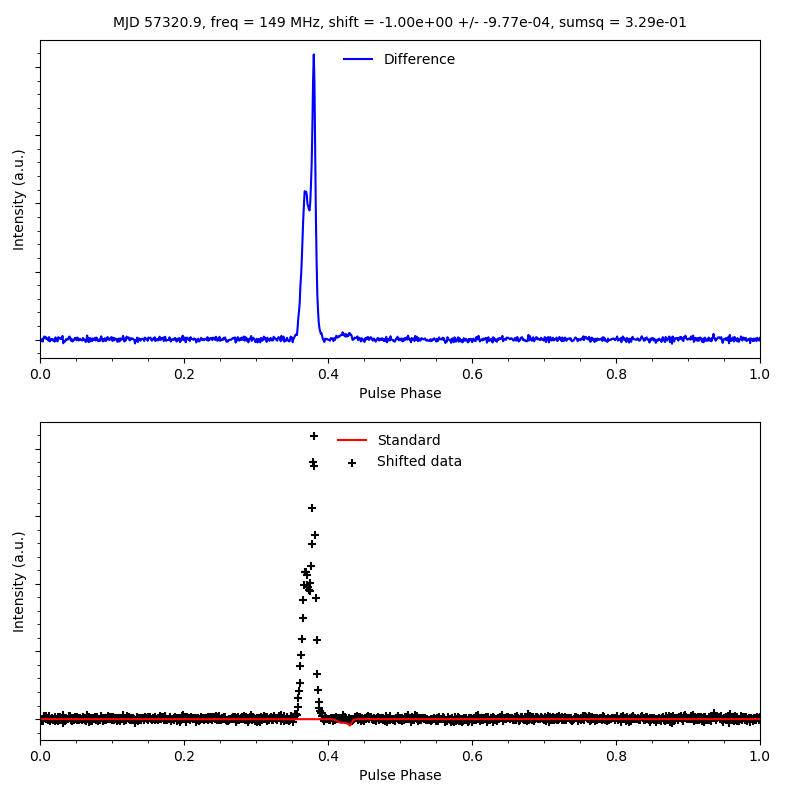 MJD 57320.9, freq = 149 MHz, shift = -1.00e+00 +/- -9.77e-04, sumsq = 3.29e-01
Difference
Intensity (a.u.)
0.0 0.2 0.4 0.6 0.8 1.0
Pulse Phase
Standard
Shifted data
Intensity (a.u.)
0.0 0.2 0.4 0.6 0.8 1.0
Pulse Phase